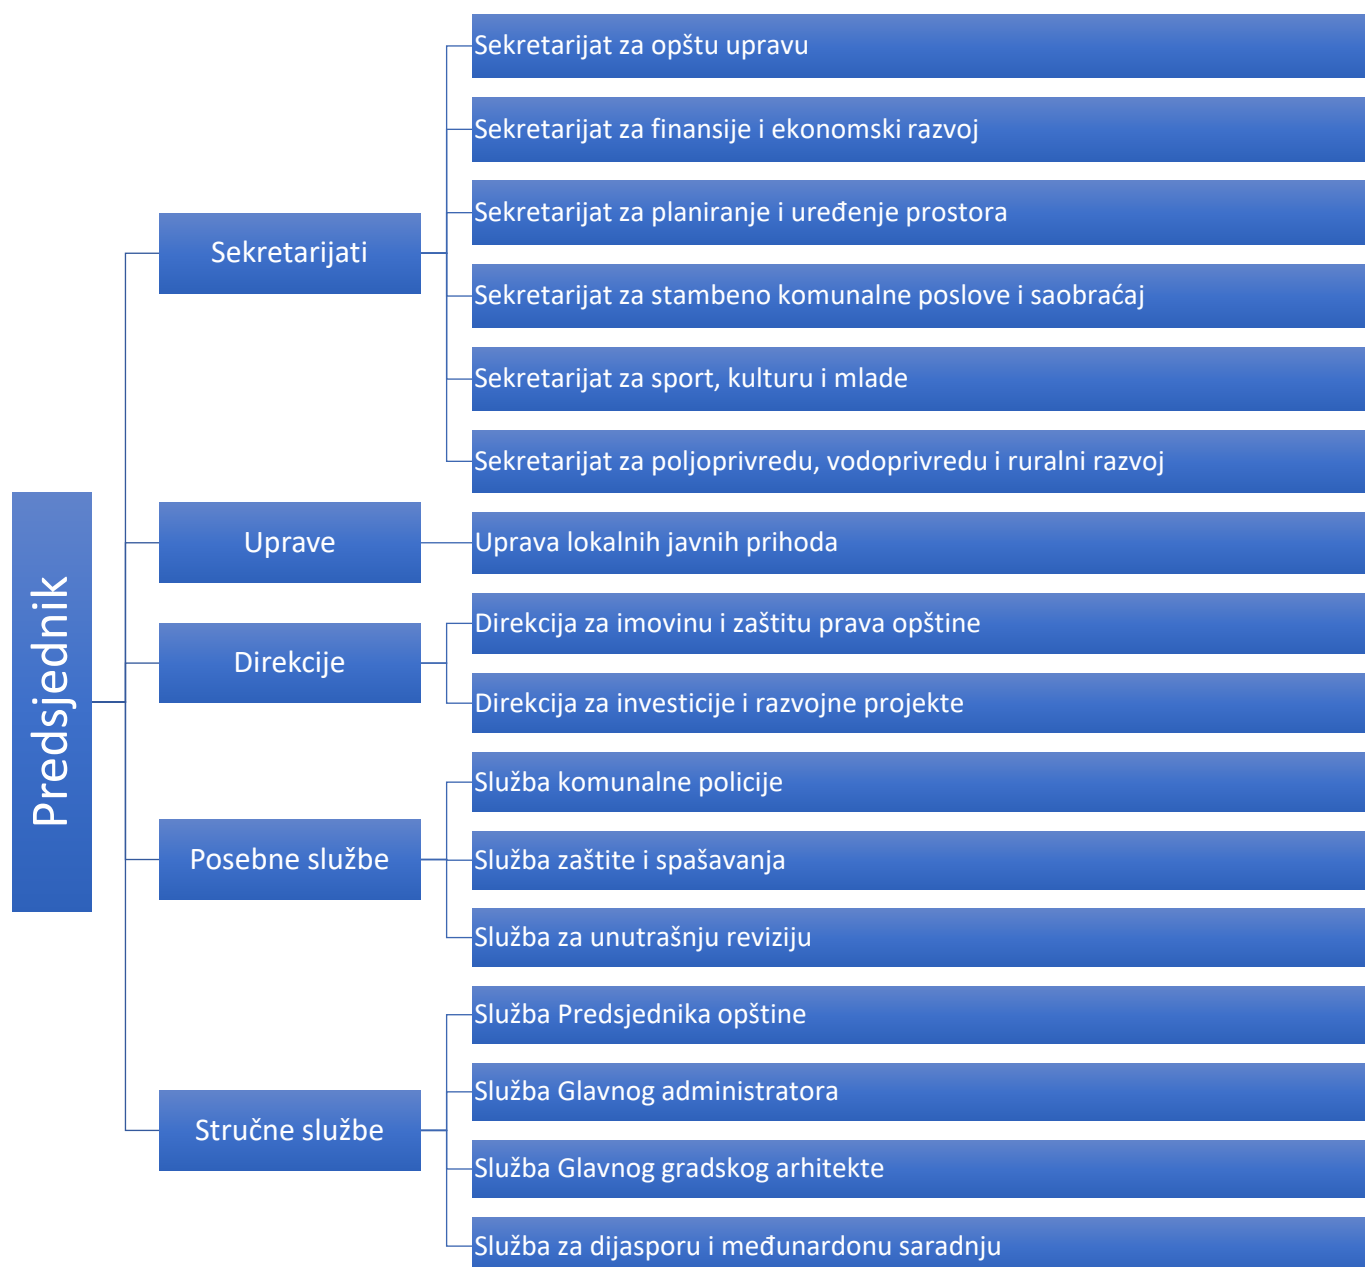 Predsjednik
Sekretarijati
Sekretarijat za opštu upravu
Sekretarijat za finansije i ekonomski razvoj
Sekretarijat za planiranje i uređenje prostora
Sekretarijat za stambeno komunalne poslove i saobraćaj
Sekretarijat za sport, kulturu i mlade
Sekretarijat za poljoprivredu, vodoprivredu i ruralni razvoj
Uprave
Uprava lokalnih javnih prihoda
Direkcije
Direkcija za imovinu i zaštitu prava opštine
Direkcija za investicije i razvojne projekte
Posebne službe
Služba komunalne policije
Služba zaštite i spašavanja
Služba za unutrašnju reviziju
Stručne službe
Služba Predsjednika opštine
Služba Glavnog administratora
Služba Glavnog gradskog arhitekte
Služba za dijasporu i međunardonu saradnju